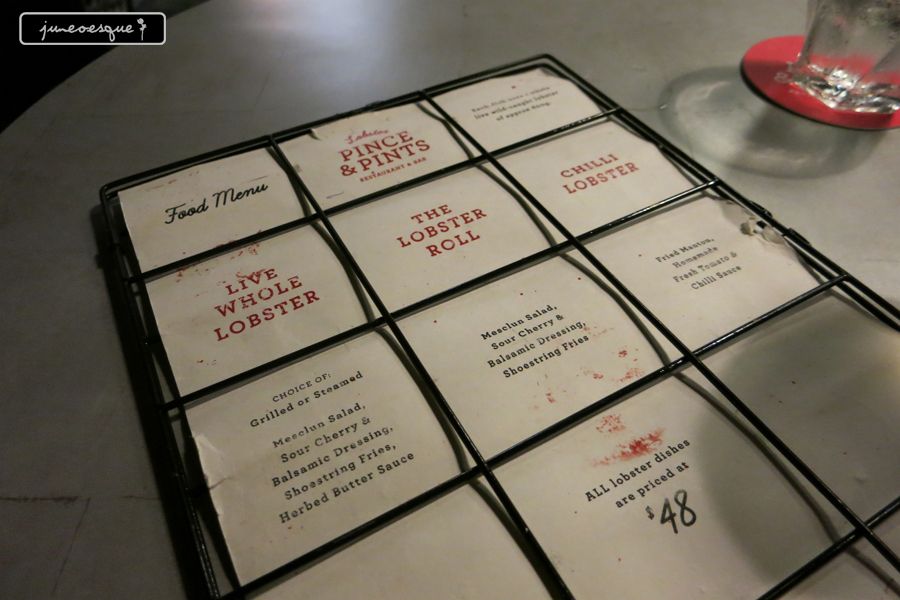 juneoesque
Food Menu
Lobster
PINCE
& PINTS
RESTAURANT & BAR
Each dish uses 1 whole
live wild-caught lobster
of approx 600g.
LIVE
WHOLE
LOBSTER
THE
LOBSTER
ROLL
CHILLI
LOBSTER
CHOICE OF:
Grilled or Steamed
Mesclun Salad,
Sour Cherry &
Balsamic Dressing,
Shoestring Fries,
Herbed Butter Sauce
Mesclun Salad,
Sour Cherry &
Balsamic Dressing,
Shoestring Fries
Fried Mantou,
Homemade
Fresh Tomato &
Chilli Sauce
ALL lobster dishes
are priced at
$48